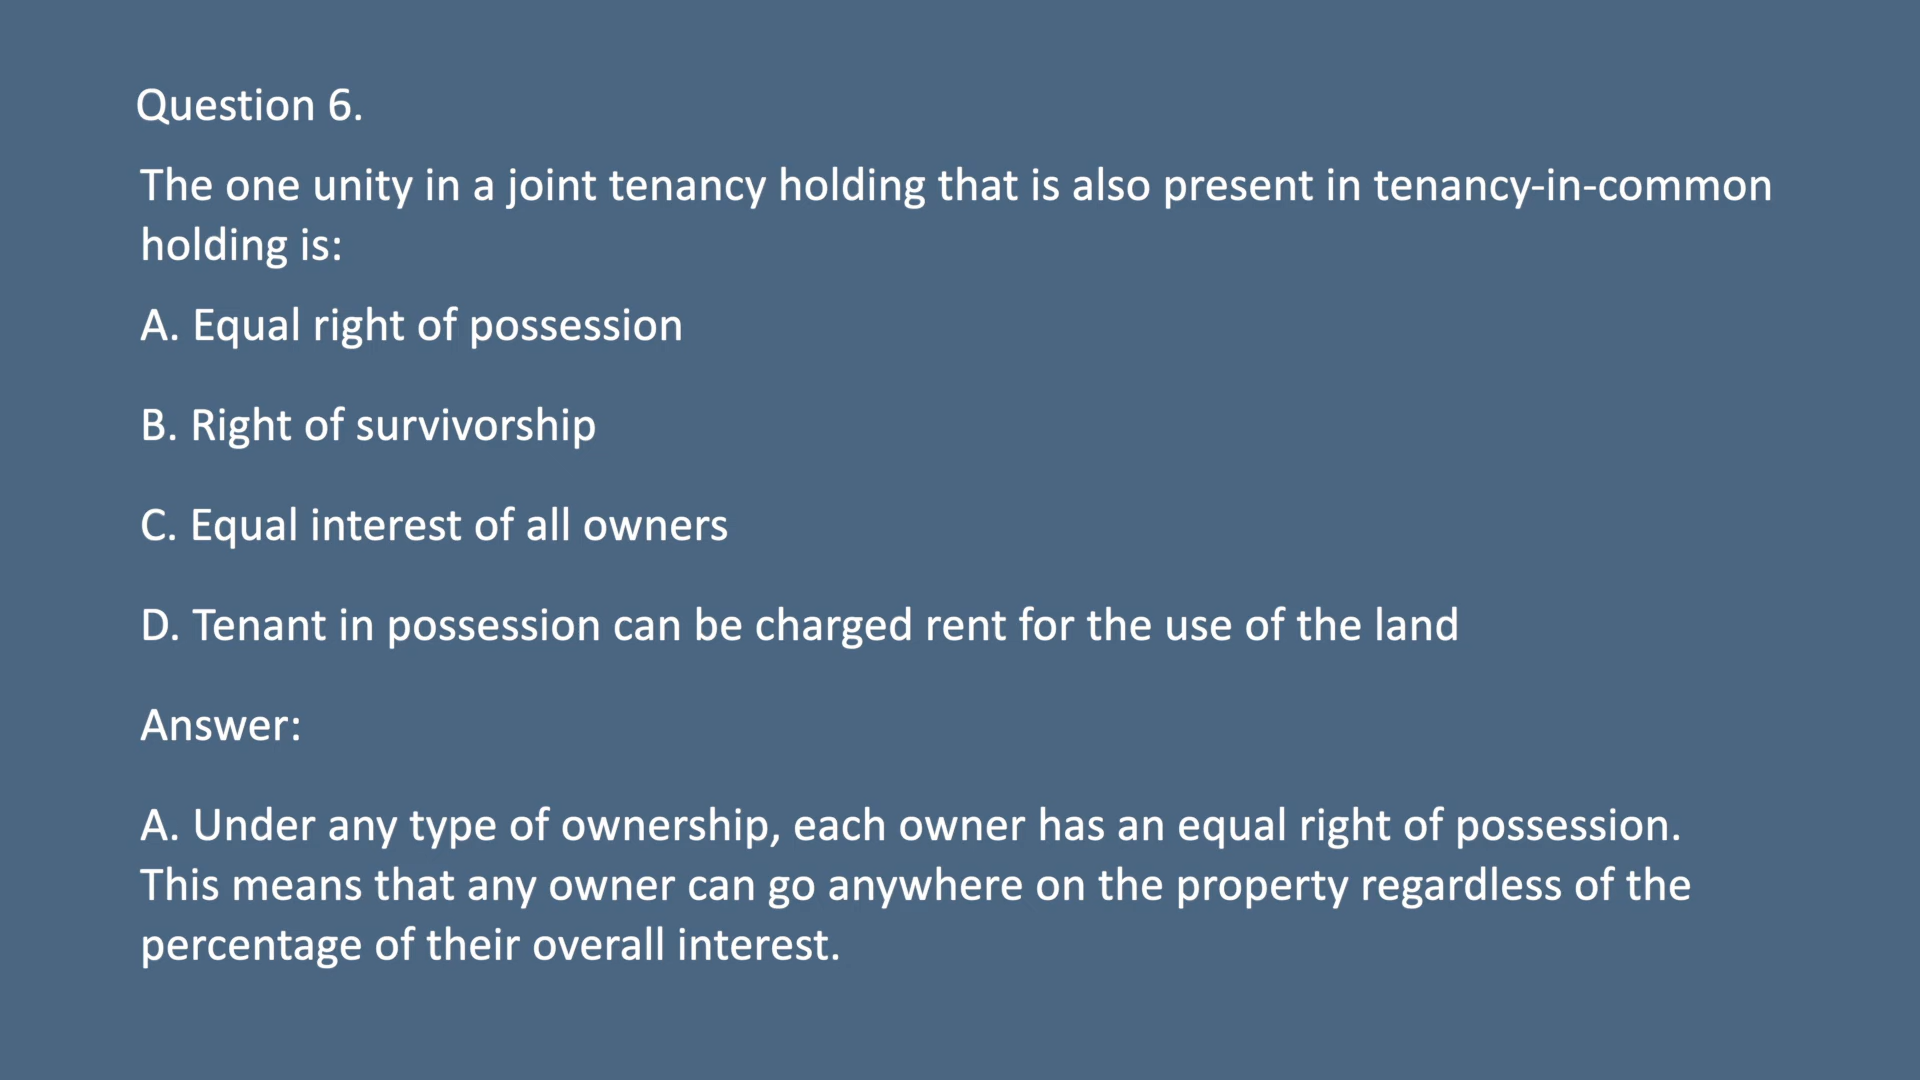 Question 6.
The one unity in a joint tenancy holding that is also present in tenancy-in-common
holding is:
A. Equal right of possession
B. Right of survivorship
C. Equal interest of all owners
D. Tenant in possession can be charged rent for the use of the land
Answer:
A. Under any type of ownership, each owner has an equal right of possession.
This means that any owner can go anywhere on the property regardless of the
percentage of their overall interest.